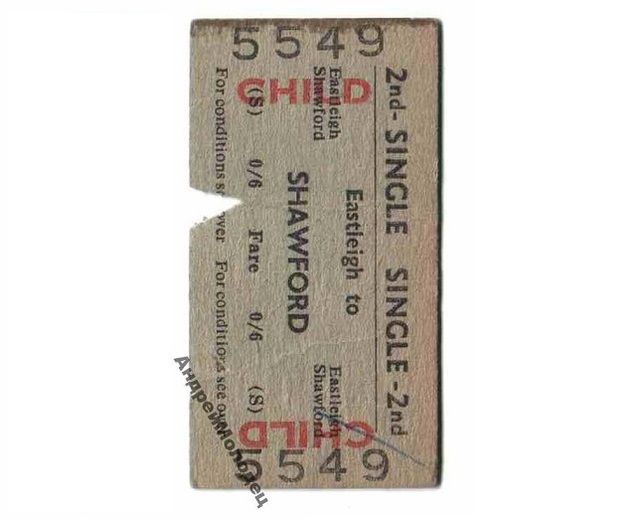 5549
CHILD
2nd-SINGLE SINGLE-2nd
Eastleigh to
Eastleigh Eastleigh
Shawford Shawford
SHAWFORD
(S) 0/6 Fare 0/6 (S)
For conditions see over For conditions see over
CHILD
5549
АндрейМолодец